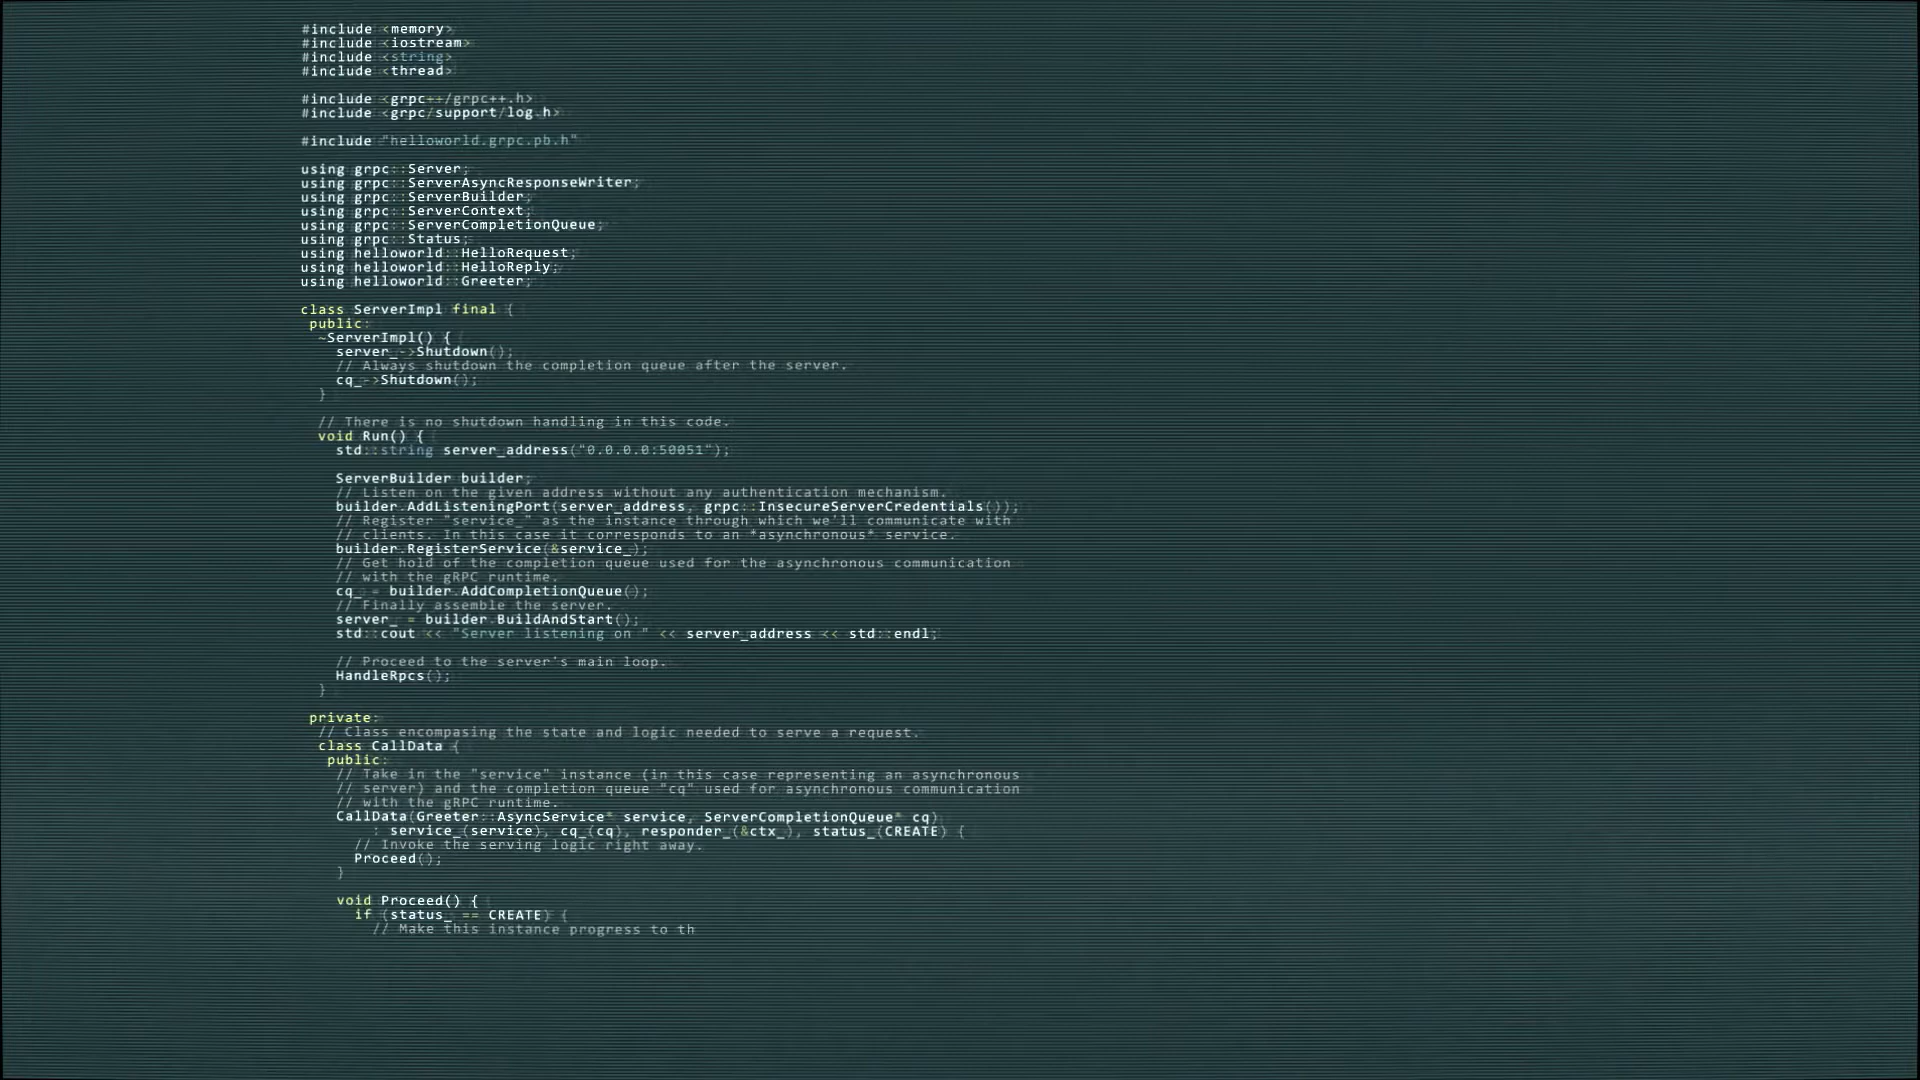 #include <memory>
#include <iostream>
#include <string>
#include <thread>
#include <grpc++/grpc++.h>
#include <grpc/support/log.h>
#include "helloworld.grpc.pb.h"
using grpc::Server;
using grpc::ServerAsyncResponseWriter;
using grpc::ServerBuilder;
using grpc::ServerContext;
using grpc::ServerCompletionQueue;
using grpc::Status;
using helloworld::HelloRequest;
using helloworld::HelloReply;
using helloworld::Greeter;
class ServerImpl final {
public:
~ServerImpl() {
server_->Shutdown();
// Always shutdown the completion queue after the server.
cq_->Shutdown();
}
// There is no shutdown handling in this code.
void Run() {
std::string server_address("0.0.0.0:50051");
ServerBuilder builder;
// Listen on the given address without any authentication mechanism.
builder.AddListeningPort(server_address, grpc::InsecureServerCredentials());
// Register "service_" as the instance through which we'll communicate with
// clients. In this case it corresponds to an *asynchronous* service.
builder.RegisterService(&service_);
// Get hold of the completion queue used for the asynchronous communication
// with the gRPC runtime.
cq_ = builder.AddCompletionQueue();
// Finally assemble the server.
server_ = builder.BuildAndStart();
std::cout << "Server listening on " << server_address << std::endl;
// Proceed to the server's main loop.
HandleRpcs();
}
private:
// Class encompasing the state and logic needed to serve a request.
class CallData {
public:
// Take in the "service" instance (in this case representing an asynchronous
// server) and the completion queue "cq" used for asynchronous communication
// with the gRPC runtime.
CallData(Greeter::AsyncService* service, ServerCompletionQueue* cq)
: service_(service), cq_(cq), responder_(&ctx_), status_(CREATE) {
// Invoke the serving logic right away.
Proceed();
}
void Proceed() {
if (status_ == CREATE) {
// Make this instance progress to th